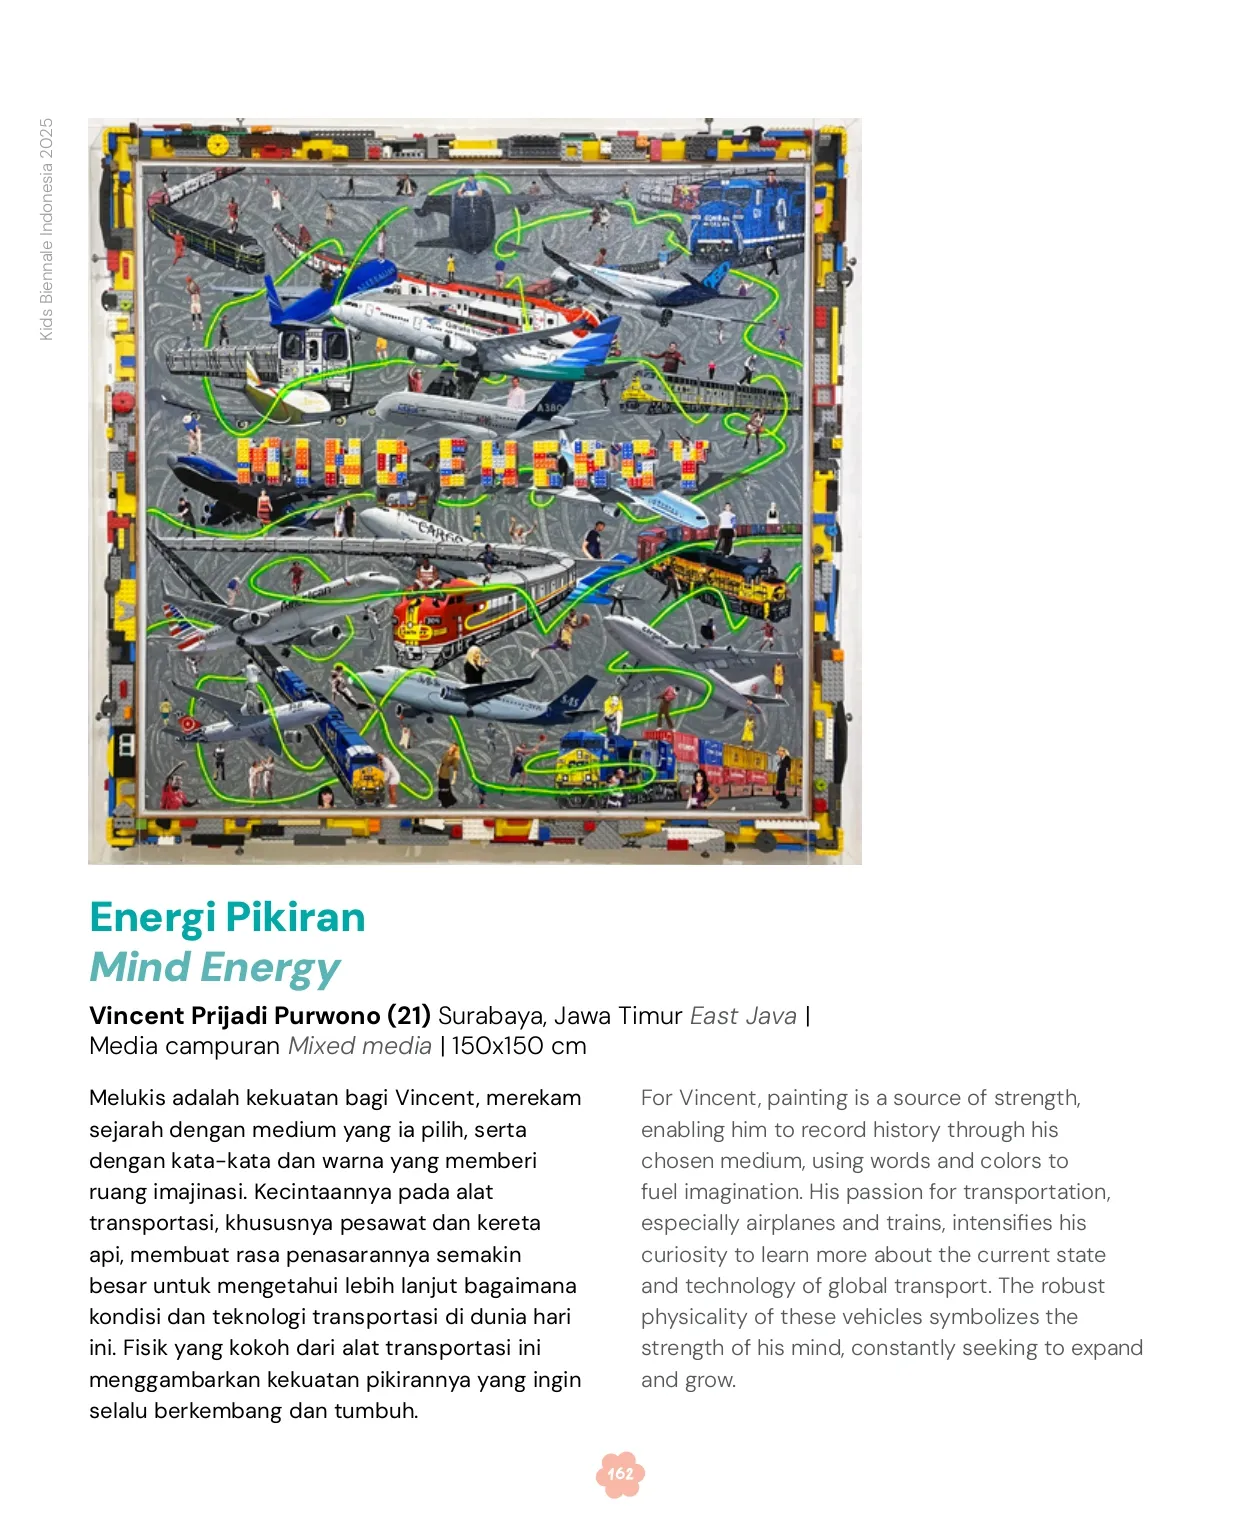 Kids Biennale Indonesia 2025
MIND ENERGY
A380
CARGO
American
SAS
Energi Pikiran
Mind Energy
Vincent Prijadi Purwono (21) Surabaya, Jawa Timur East Java |
Media campuran Mixed media | 150x150 cm
Melukis adalah kekuatan bagi Vincent, merekam
sejarah dengan medium yang ia pilih, serta
dengan kata-kata dan warna yang memberi
ruang imajinasi. Kecintaannya pada alat
transportasi, khususnya pesawat dan kereta
api, membuat rasa penasarannya semakin
besar untuk mengetahui lebih lanjut bagaimana
kondisi dan teknologi transportasi di dunia hari
ini. Fisik yang kokoh dari alat transportasi ini
menggambarkan kekuatan pikirannya yang ingin
selalu berkembang dan tumbuh.
For Vincent, painting is a source of strength,
enabling him to record history through his
chosen medium, using words and colors to
fuel imagination. His passion for transportation,
especially airplanes and trains, intensifies his
curiosity to learn more about the current state
and technology of global transport. The robust
physicality of these vehicles symbolizes the
strength of his mind, constantly seeking to expand
and grow.
162